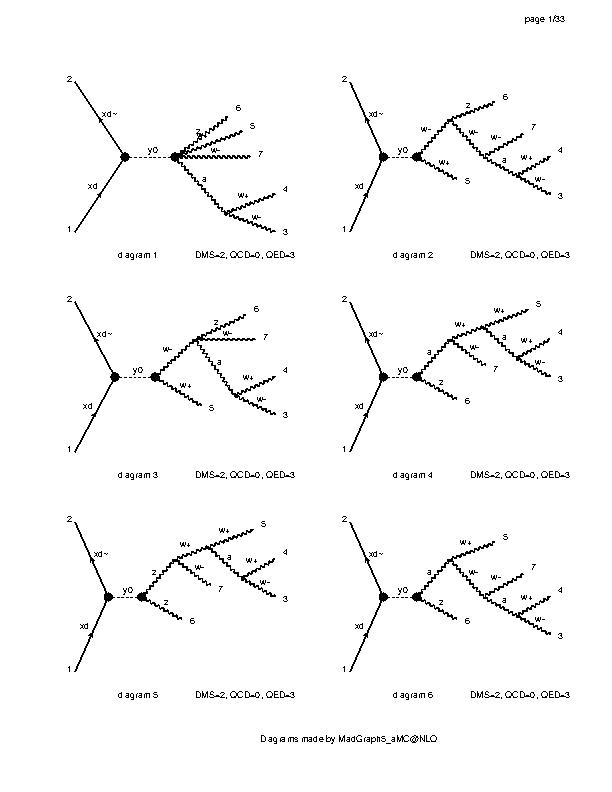 page 1/33
2
xd~
xd
1
y0
z
6
5
w-
7
a
w+
4
w-
3
diagram 1 DMS=2, QCD=0, QED=3
2
xd~
xd
1
y0
w-
z
6
w-
7
a
w+
4
w-
3
w+
5
diagram 2 DMS=2, QCD=0, QED=3
2
xd~
xd
1
y0
w-
z
6
w-
7
a
w+
4
w-
3
w+
5
diagram 3 DMS=2, QCD=0, QED=3
2
xd~
xd
1
y0
a
w+
5
a
w+
4
w-
3
w-
7
z
6
diagram 4 DMS=2, QCD=0, QED=3
2
xd~
xd
1
y0
z
w+
5
a
w+
4
w-
3
w-
7
z
6
diagram 5 DMS=2, QCD=0, QED=3
2
xd~
xd
1
y0
a
w+
5
w-
7
a
w+
4
w-
3
z
6
diagram 6 DMS=2, QCD=0, QED=3
Diagrams made by MadGraph5_aMC@NLO